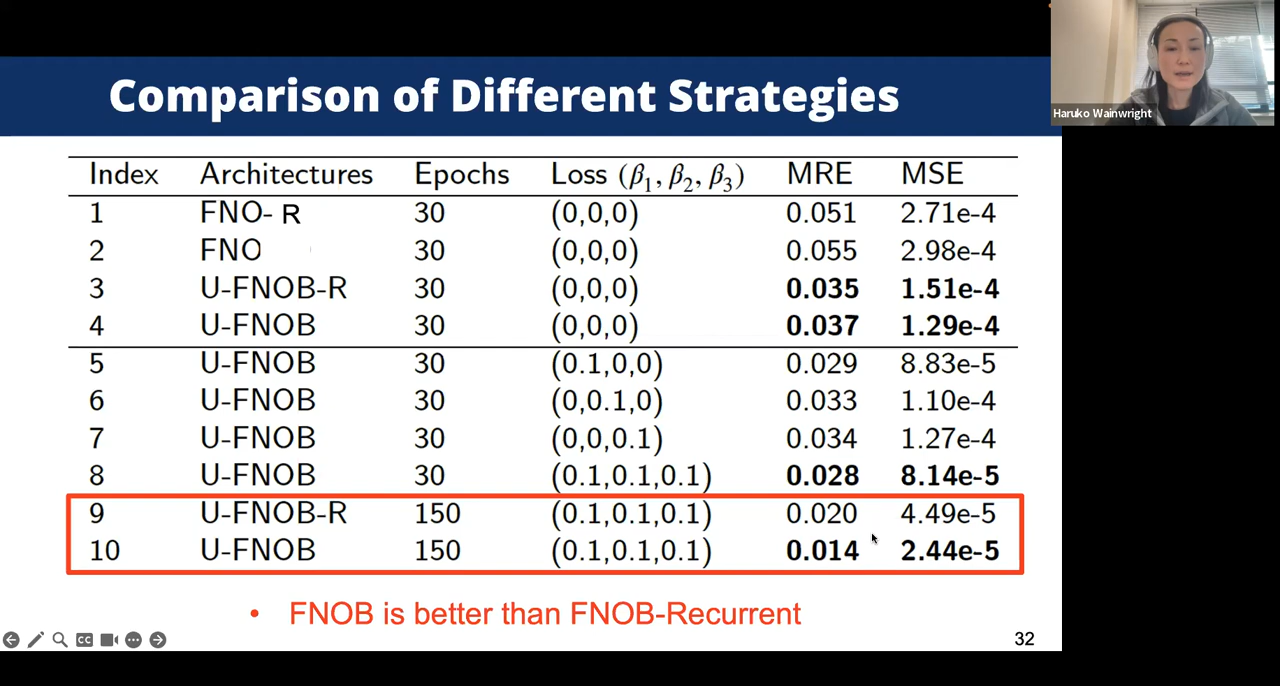 Haruko Wainwright
Comparison of Different Strategies
Index Architectures Epochs Loss (β₁, β₂, β₃) MRE MSE
1 FNO- R 30 (0,0,0) 0.051 2.71e-4
2 FNO 30 (0,0,0) 0.055 2.98e-4
3 U-FNOB-R 30 (0,0,0) 0.035 1.51e-4
4 U-FNOB 30 (0,0,0) 0.037 1.29e-4
5 U-FNOB 30 (0.1,0,0) 0.029 8.83e-5
6 U-FNOB 30 (0,0.1,0) 0.033 1.10e-4
7 U-FNOB 30 (0,0,0.1) 0.034 1.27e-4
8 U-FNOB 30 (0.1,0.1,0.1) 0.028 8.14e-5
9 U-FNOB-R 150 (0.1,0.1,0.1) 0.020 4.49e-5
10 U-FNOB 150 (0.1,0.1,0.1) 0.014 2.44e-5
• FNOB is better than FNOB-Recurrent
CC
32